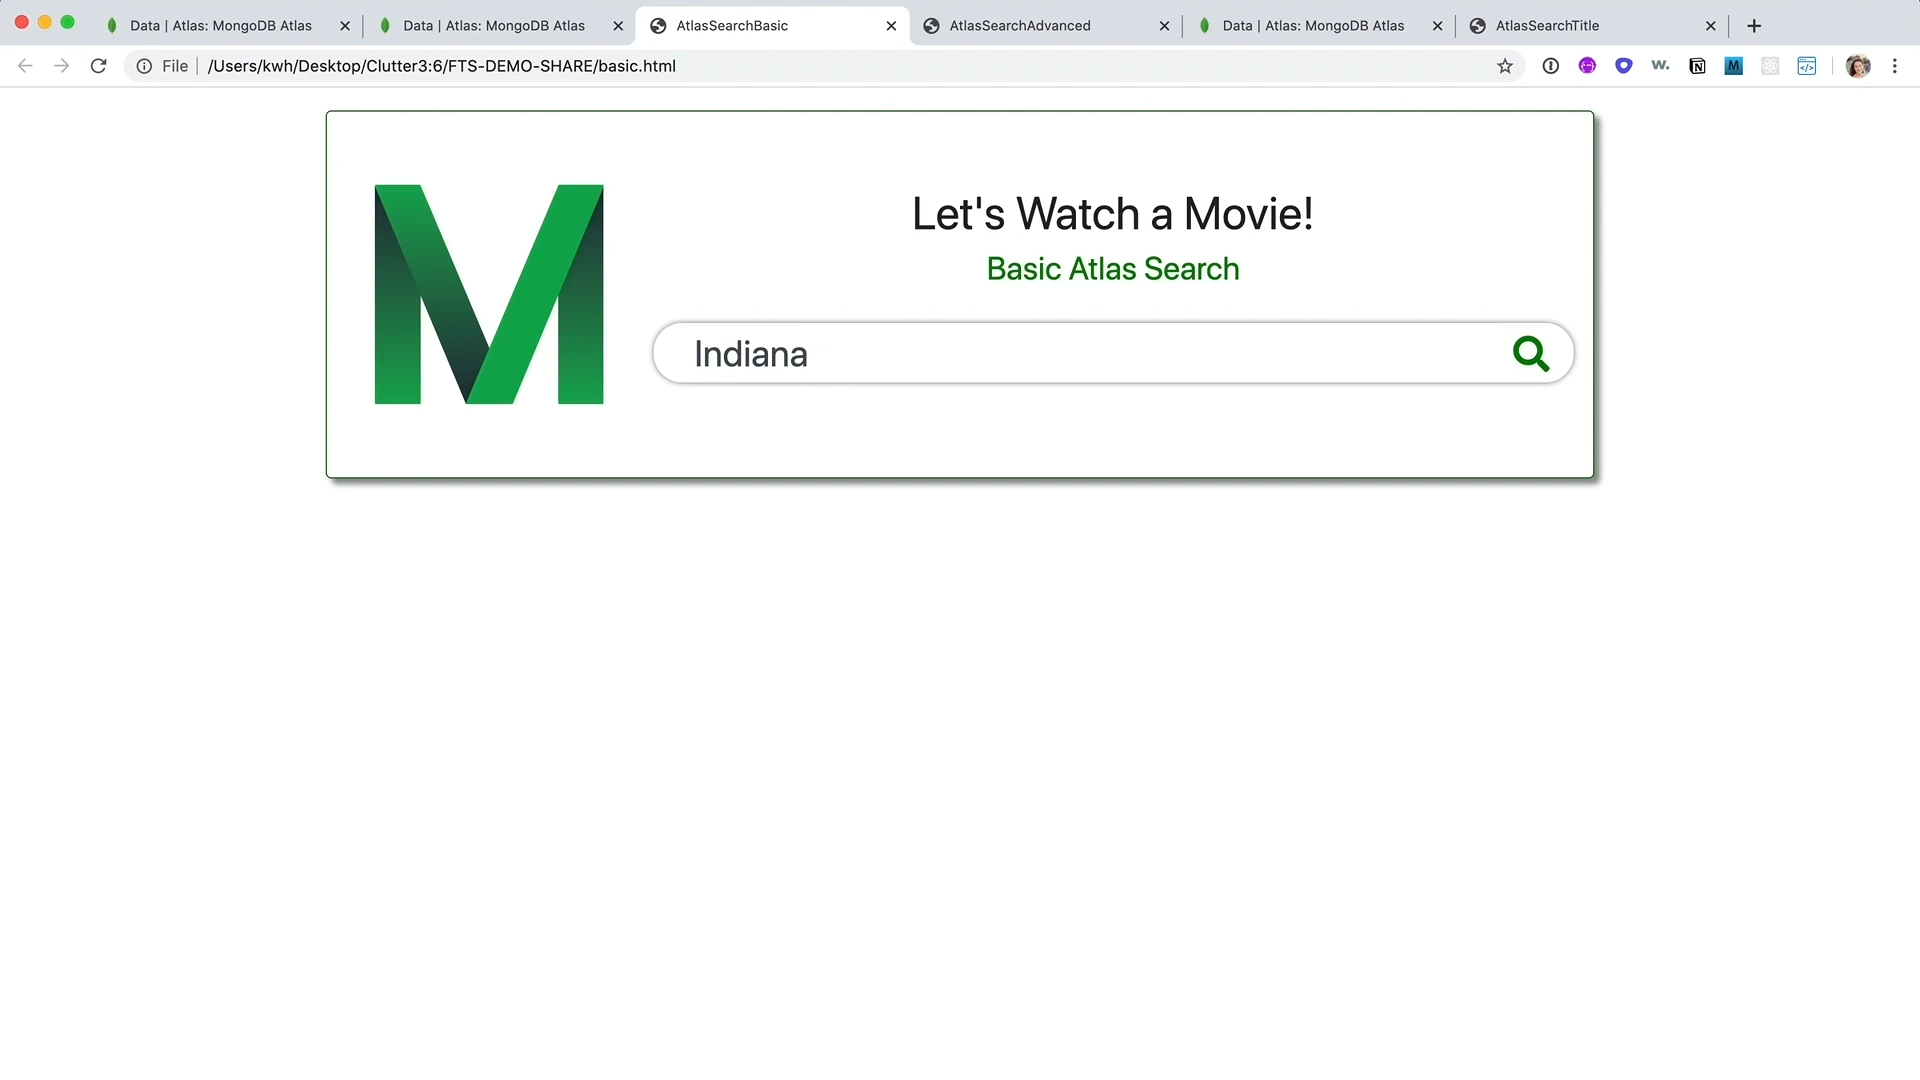 Data | Atlas: MongoDB Atlas
Data | Atlas: MongoDB Atlas
AtlasSearchBasic
AtlasSearchAdvanced
Data | Atlas: MongoDB Atlas
AtlasSearchTitle
File
/Users/kwh/Desktop/Clutter3:6/FTS-DEMO-SHARE/basic.html
w.
N
M
M
Let's Watch a Movie!
Basic Atlas Search
Indiana